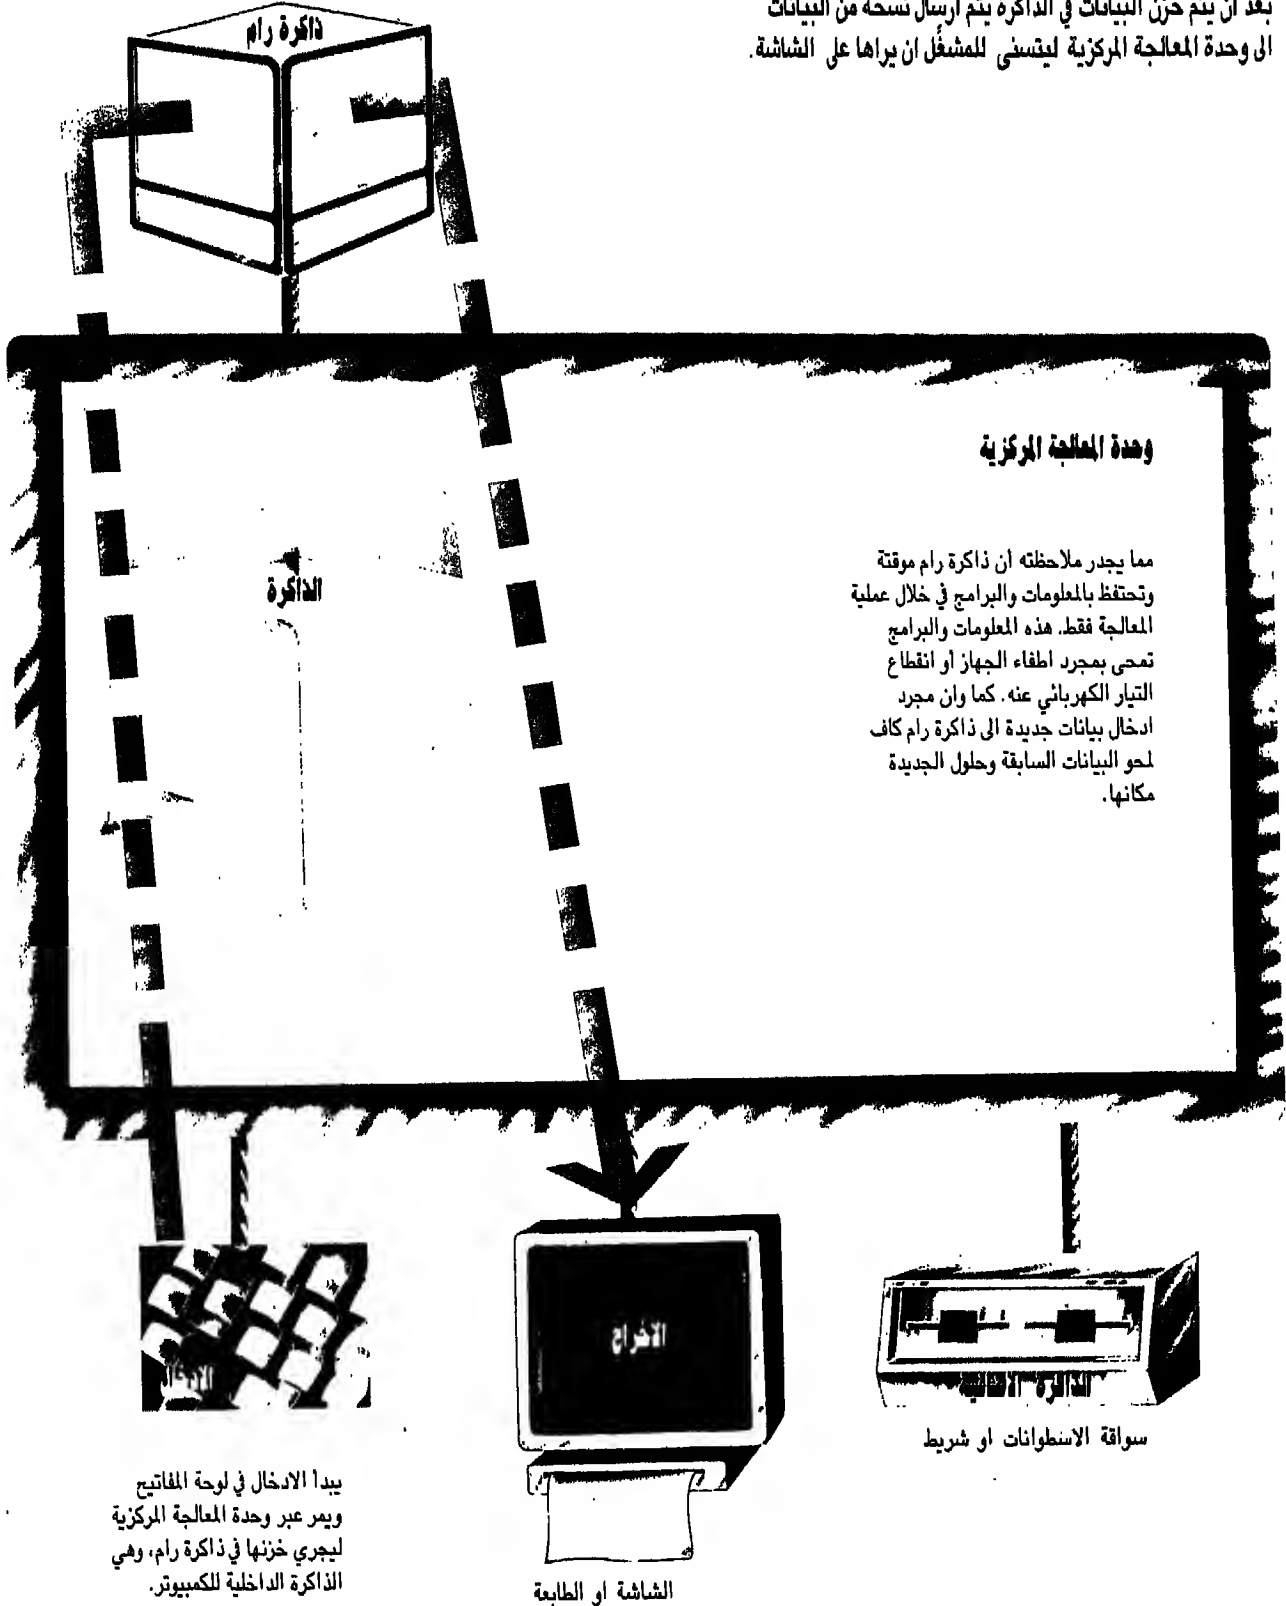 بعد ان يتم خزن البيانات في الذاكرة يتم ارسال نسخة من البيانات
الى وحدة المعالجة المركزية ليتسنى للمشغِّل ان يراها على الشاشة.
ذاكرة رام
وحدة المعالجة المركزية
مما يجدر ملاحظته أن ذاكرة رام موقتة
وتحتفظ بالمعلومات والبرامج في خلال عملية
المعالجة فقط. هذه المعلومات والبرامج
تمحى بمجرد اطفاء الجهاز أو انقطاع
التيار الكهربائي عنه. كما وان مجرد
ادخال بيانات جديدة الى ذاكرة رام كاف
لمحو البيانات السابقة وحلول الجديدة
مكانها.
الذاكرة
الاخراج
الذاكرة الاضافية
سواقة الاسطوانات او شريط
يبدأ الادخال في لوحة المفاتيح
ويمر عبر وحدة المعالجة المركزية
ليجري خزنها في ذاكرة رام، وهي
الذاكرة الداخلية للكمبيوتر.
الشاشة او الطابعة